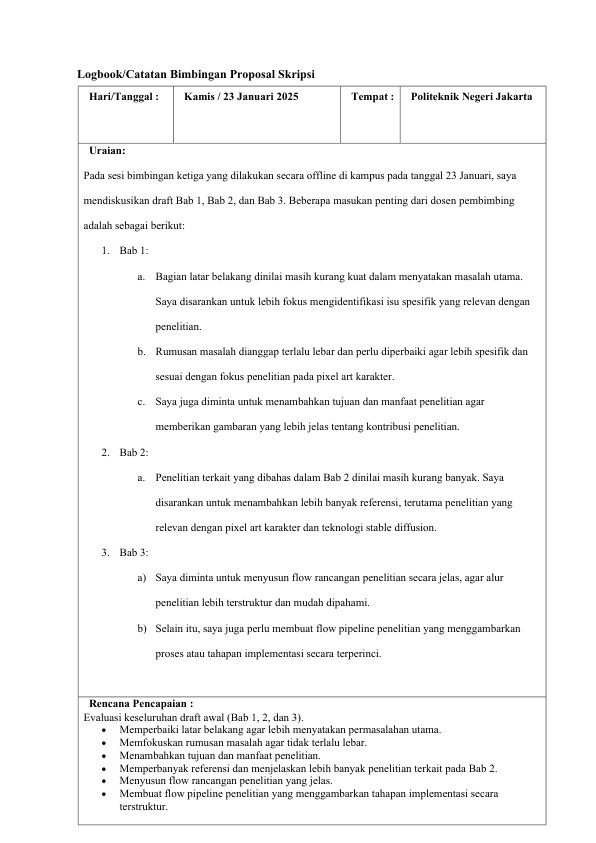 Logbook/Catatan Bimbingan Proposal Skripsi
Hari/Tanggal : Kamis / 23 Januari 2025 Tempat : Politeknik Negeri Jakarta
Uraian:
Pada sesi bimbingan ketiga yang dilakukan secara offline di kampus pada tanggal 23 Januari, saya
mendiskusikan draft Bab 1, Bab 2, dan Bab 3. Beberapa masukan penting dari dosen pembimbing
adalah sebagai berikut:
1. Bab 1:
a. Bagian latar belakang dinilai masih kurang kuat dalam menyatakan masalah utama.
Saya disarankan untuk lebih fokus mengidentifikasi isu spesifik yang relevan dengan
penelitian.
b. Rumusan masalah dianggap terlalu lebar dan perlu diperbaiki agar lebih spesifik dan
sesuai dengan fokus penelitian pada pixel art karakter.
c. Saya juga diminta untuk menambahkan tujuan dan manfaat penelitian agar
memberikan gambaran yang lebih jelas tentang kontribusi penelitian.
2. Bab 2:
a. Penelitian terkait yang dibahas dalam Bab 2 dinilai masih kurang banyak. Saya
disarankan untuk menambahkan lebih banyak referensi, terutama penelitian yang
relevan dengan pixel art karakter dan teknologi stable diffusion.
3. Bab 3:
a) Saya diminta untuk menyusun flow rancangan penelitian secara jelas, agar alur
penelitian lebih terstruktur dan mudah dipahami.
b) Selain itu, saya juga perlu membuat flow pipeline penelitian yang menggambarkan
proses atau tahapan implementasi secara terperinci.
Rencana Pencapaian :
Evaluasi keseluruhan draft awal (Bab 1, 2, dan 3).
• Memperbaiki latar belakang agar lebih menyatakan permasalahan utama.
• Memfokuskan rumusan masalah agar tidak terlalu lebar.
• Menambahkan tujuan dan manfaat penelitian.
• Memperbanyak referensi dan menjelaskan lebih banyak penelitian terkait pada Bab 2.
• Menyusun flow rancangan penelitian yang jelas.
• Membuat flow pipeline penelitian yang menggambarkan tahapan implementasi secara
terstruktur.